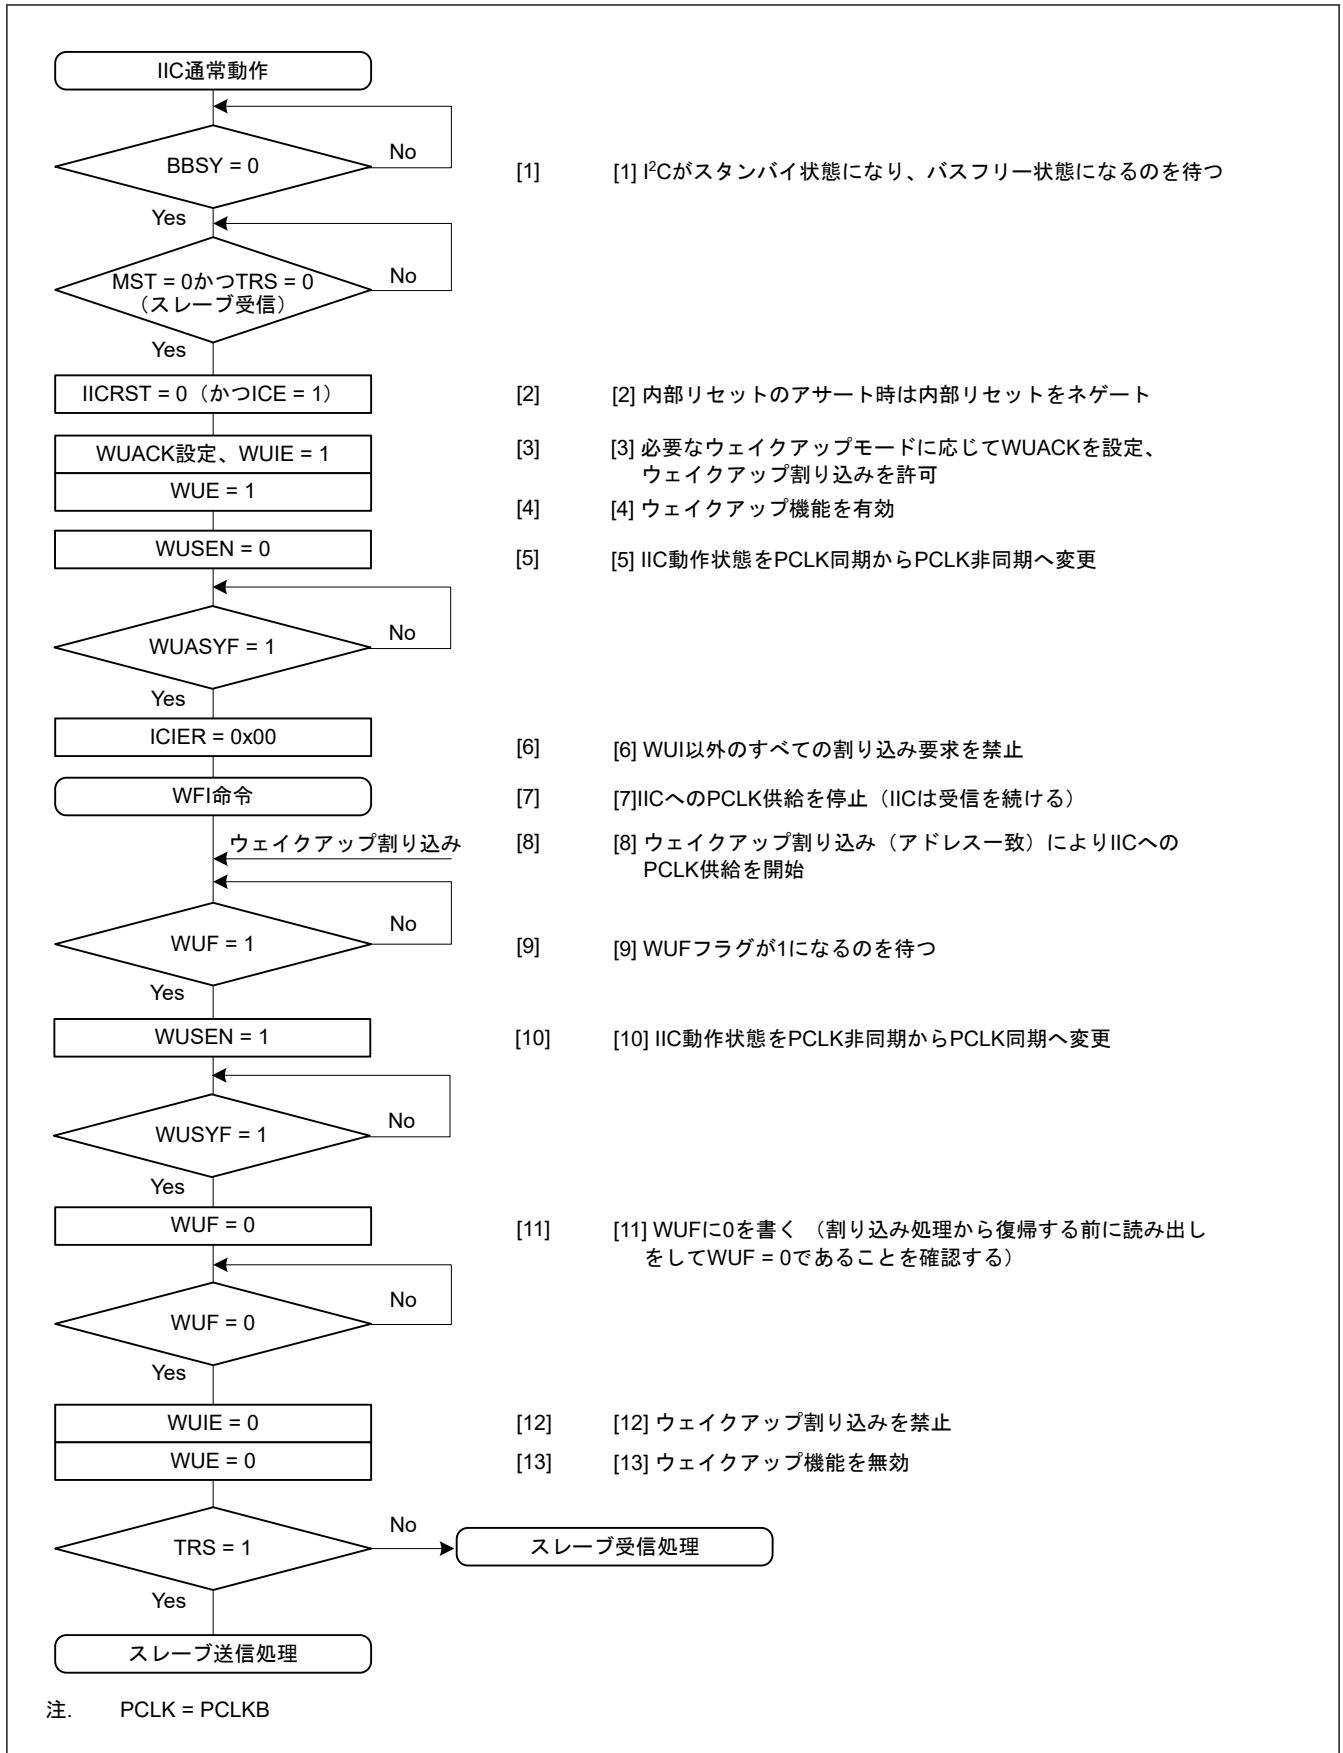 IIC通常動作
BBSY = 0
No
[1]
[1] I²Cがスタンバイ状態になり、バスフリー状態になるのを待つ
Yes
MST = 0かつTRS = 0
（スレーブ受信）
No
Yes
IICRST = 0（かつICE = 1）
[2]
[2] 内部リセットのアサート時は内部リセットをネゲート
WUACK設定、WUIE = 1
[3]
[3] 必要なウェイクアップモードに応じてWUACKを設定、
ウェイクアップ割り込みを許可
WUE = 1
[4]
[4] ウェイクアップ機能を有効
WUSEN = 0
[5]
[5] IIC動作状態をPCLK同期からPCLK非同期へ変更
WUASYF = 1
No
Yes
ICIER = 0x00
[6]
[6] WUI以外のすべての割り込み要求を禁止
WFI命令
[7]
[7]IICへのPCLK供給を停止（IICは受信を続ける）
ウェイクアップ割り込み
[8]
[8] ウェイクアップ割り込み（アドレス一致）によりIICへの
PCLK供給を開始
WUF = 1
No
[9]
[9] WUFフラグが1になるのを待つ
Yes
WUSEN = 1
[10]
[10] IIC動作状態をPCLK非同期からPCLK同期へ変更
WUSYF = 1
No
Yes
WUF = 0
[11]
[11] WUFに0を書く （割り込み処理から復帰する前に読み出し
をしてWUF = 0であることを確認する）
WUF = 0
No
Yes
WUIE = 0
[12]
[12] ウェイクアップ割り込みを禁止
WUE = 0
[13]
[13] ウェイクアップ機能を無効
TRS = 1
No
スレーブ受信処理
Yes
スレーブ送信処理
注. PCLK = PCLKB